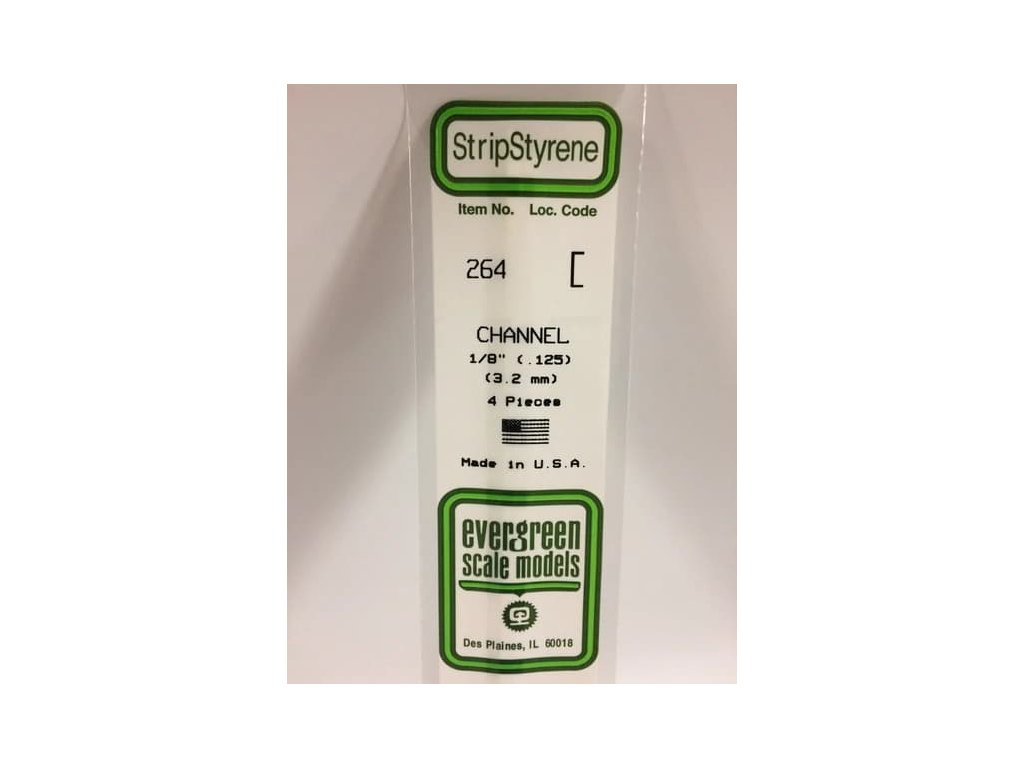 StripStyrene
Item No. Loc. Code
264 [
CHANNEL
1/8" (.125)
(3.2 mm)
4 Pieces
Made in U.S.A.
evergreen
scale models
Des Plaines, IL 60018